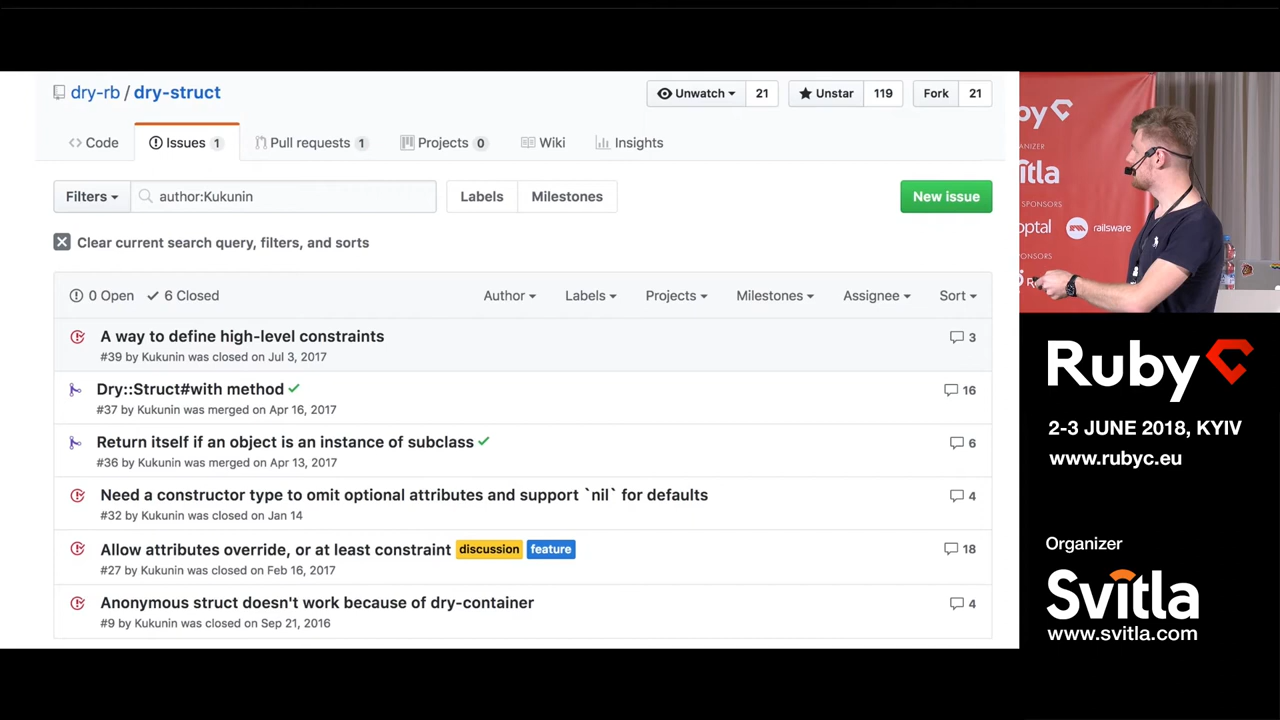 dry-rb / dry-struct
Unwatch 21
Unstar 119
Fork 21
Code
Issues 1
Pull requests 1
Projects 0
Wiki
Insights
Filters
author:Kukunin
Labels
Milestones
New issue
Clear current search query, filters, and sorts
0 Open 6 Closed
Author
Labels
Projects
Milestones
Assignee
Sort
A way to define high-level constraints
3
#39 by Kukunin was closed on Jul 3, 2017
Dry::Struct#with method
16
#37 by Kukunin was merged on Apr 16, 2017
Return itself if an object is an instance of subclass
6
#36 by Kukunin was merged on Apr 13, 2017
Need a constructor type to omit optional attributes and support `nil` for defaults
4
#32 by Kukunin was closed on Jan 14
Allow attributes override, or at least constraint discussion feature
18
#27 by Kukunin was closed on Feb 16, 2017
Anonymous struct doesn't work because of dry-container
4
#9 by Kukunin was closed on Sep 21, 2016
by
GANIZER
itla
SPONSORS
optal
railsware
NSORS
R
Ruby
2-3 JUNE 2018, KYIV
www.rubyc.eu
Organizer
Svitla
www.svitla.com